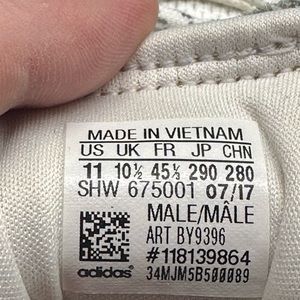 MADE IN VIETNAM
US UK FR JP CHN
11 10½ 45⅓ 290 280
SHW 675001 07/17
MALE/MÂLE
ART BY9396
#118139864
adidas 34MJM5B500089